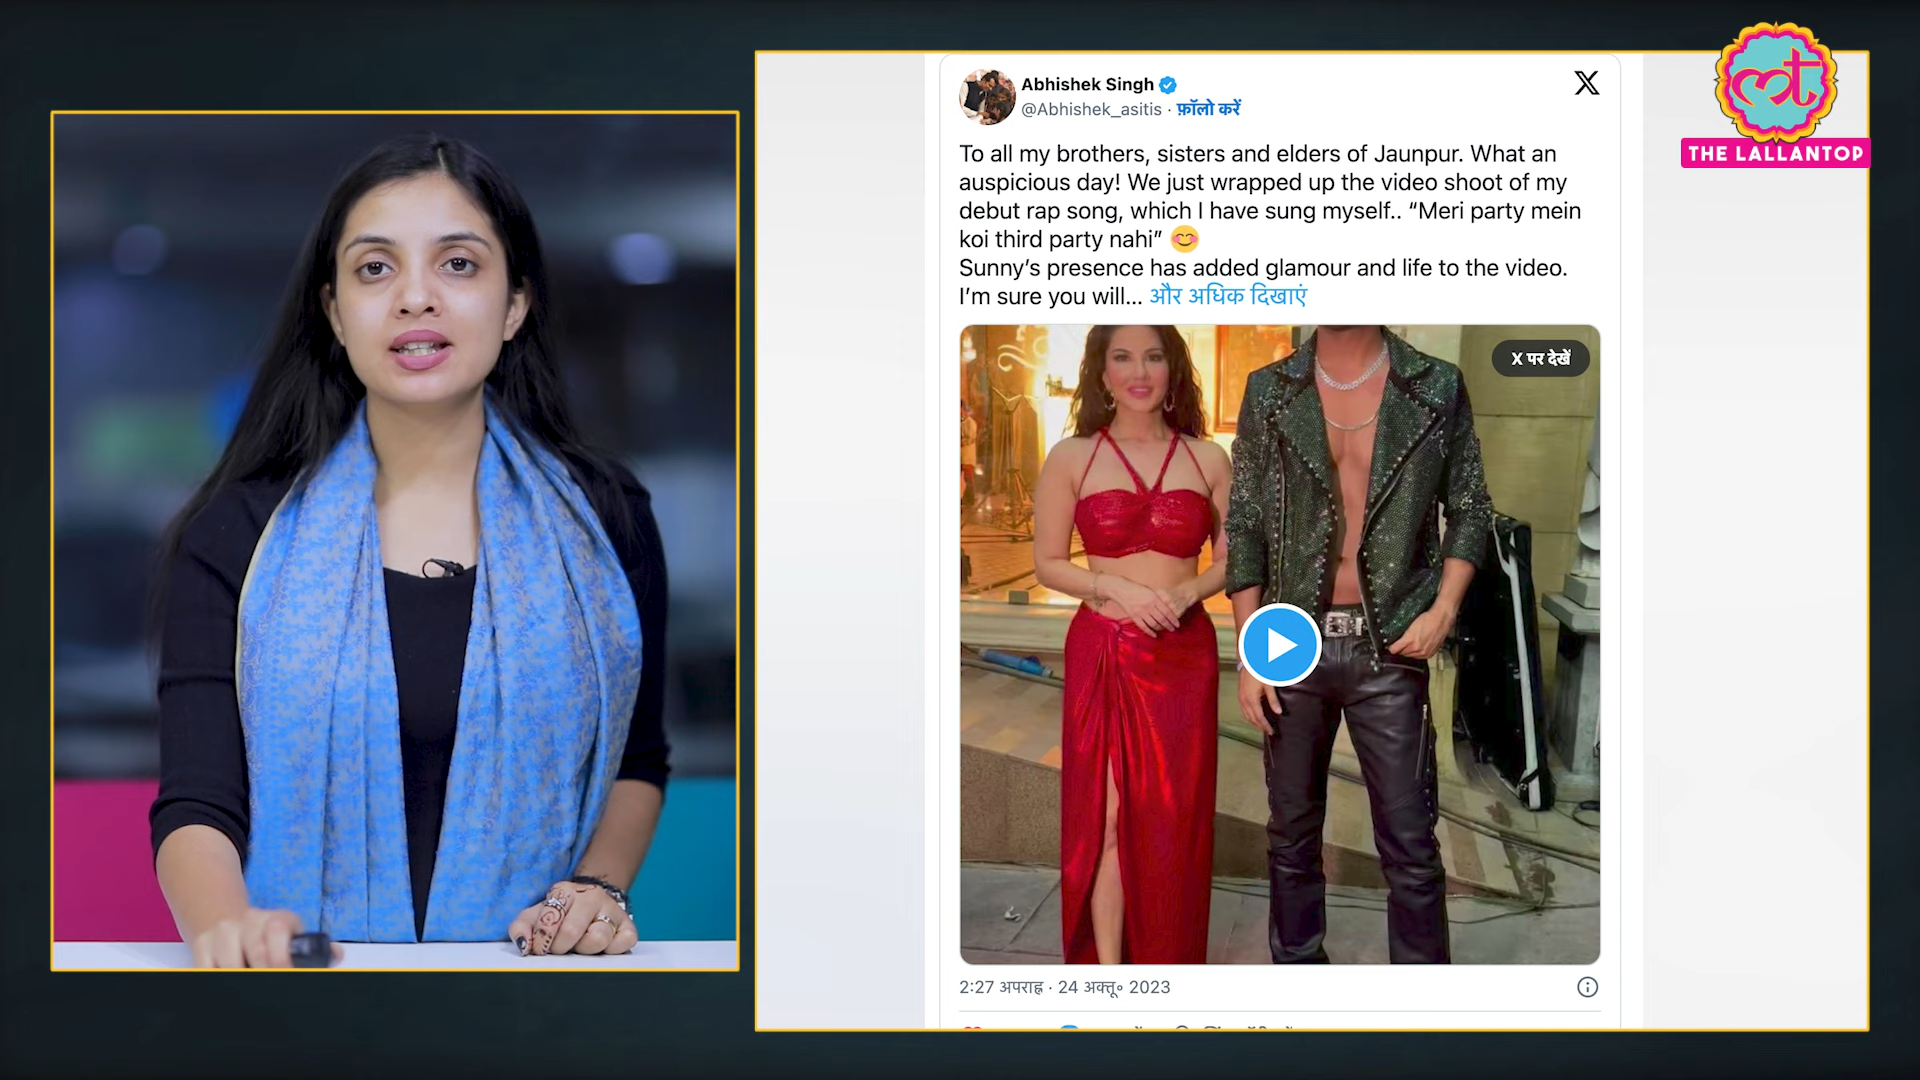 THE LALLANTOP
Abhishek Singh
@Abhishek_asitis · फ़ॉलो करें
To all my brothers, sisters and elders of Jaunpur. What an
auspicious day! We just wrapped up the video shoot of my
debut rap song, which I have sung myself.. “Meri party mein
koi third party nahi” 😊
Sunny’s presence has added glamour and life to the video.
I’m sure you will... और अधिक दिखाएं
X पर देखें
2:27 अपराह्न · 24 अक्तू॰ 2023